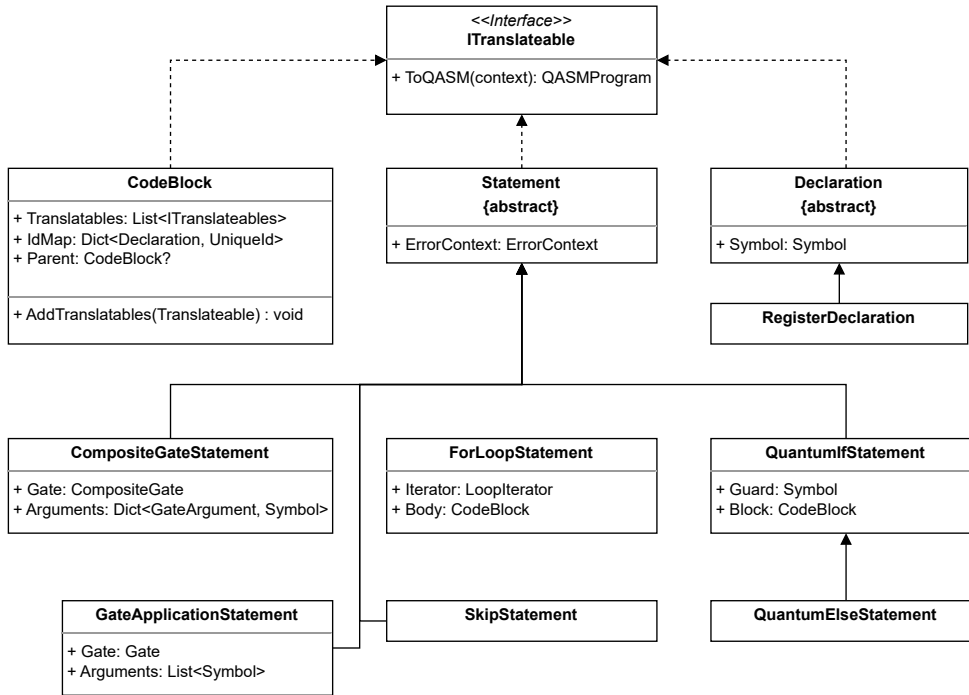 <<Interface>>
ITranslateable
+ ToQASM(context): QASMProgram
CodeBlock
+ Translatables: List<ITranslateables>
+ IdMap: Dict<Declaration, UniqueId>
+ Parent: CodeBlock?
+ AddTranslatables(Translateable) : void
Statement
{abstract}
+ ErrorContext: ErrorContext
Declaration
{abstract}
+ Symbol: Symbol
RegisterDeclaration
CompositeGateStatement
+ Gate: CompositeGate
+ Arguments: Dict<GateArgument, Symbol>
ForLoopStatement
+ Iterator: LoopIterator
+ Body: CodeBlock
QuantumIfStatement
+ Guard: Symbol
+ Block: CodeBlock
GateApplicationStatement
+ Gate: Gate
+ Arguments: List<Symbol>
SkipStatement
QuantumElseStatement